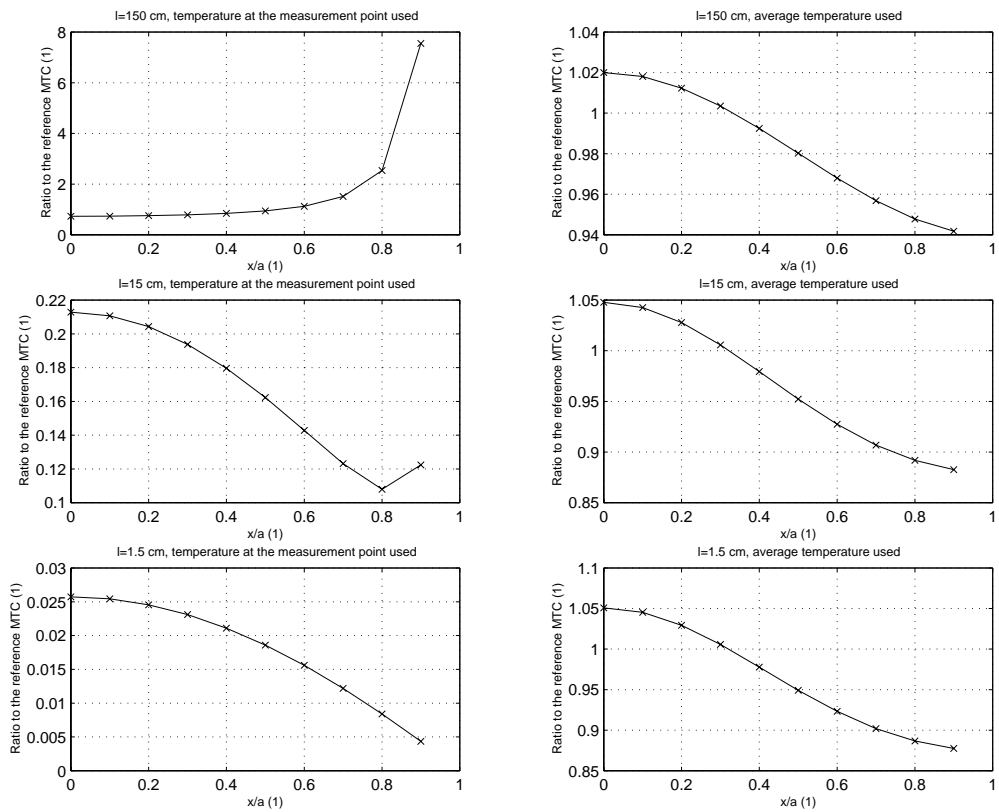 l=150 cm, temperature at the measurement point used
Ratio to the reference MTC (1)
8
6
4
2
0
0 0.2 0.4 0.6 0.8 1
x/a (1)
l=150 cm, average temperature used
Ratio to the reference MTC (1)
1.04
1.02
1
0.98
0.96
0.94
0 0.2 0.4 0.6 0.8 1
x/a (1)
l=15 cm, temperature at the measurement point used
Ratio to the reference MTC (1)
0.22
0.2
0.18
0.16
0.14
0.12
0.1
0 0.2 0.4 0.6 0.8 1
x/a (1)
l=15 cm, average temperature used
Ratio to the reference MTC (1)
1.05
1
0.95
0.9
0.85
0 0.2 0.4 0.6 0.8 1
x/a (1)
l=1.5 cm, temperature at the measurement point used
Ratio to the reference MTC (1)
0.03
0.025
0.02
0.015
0.01
0.005
0
0 0.2 0.4 0.6 0.8 1
x/a (1)
l=1.5 cm, average temperature used
Ratio to the reference MTC (1)
1.1
1.05
1
0.95
0.9
0.85
0 0.2 0.4 0.6 0.8 1
x/a (1)